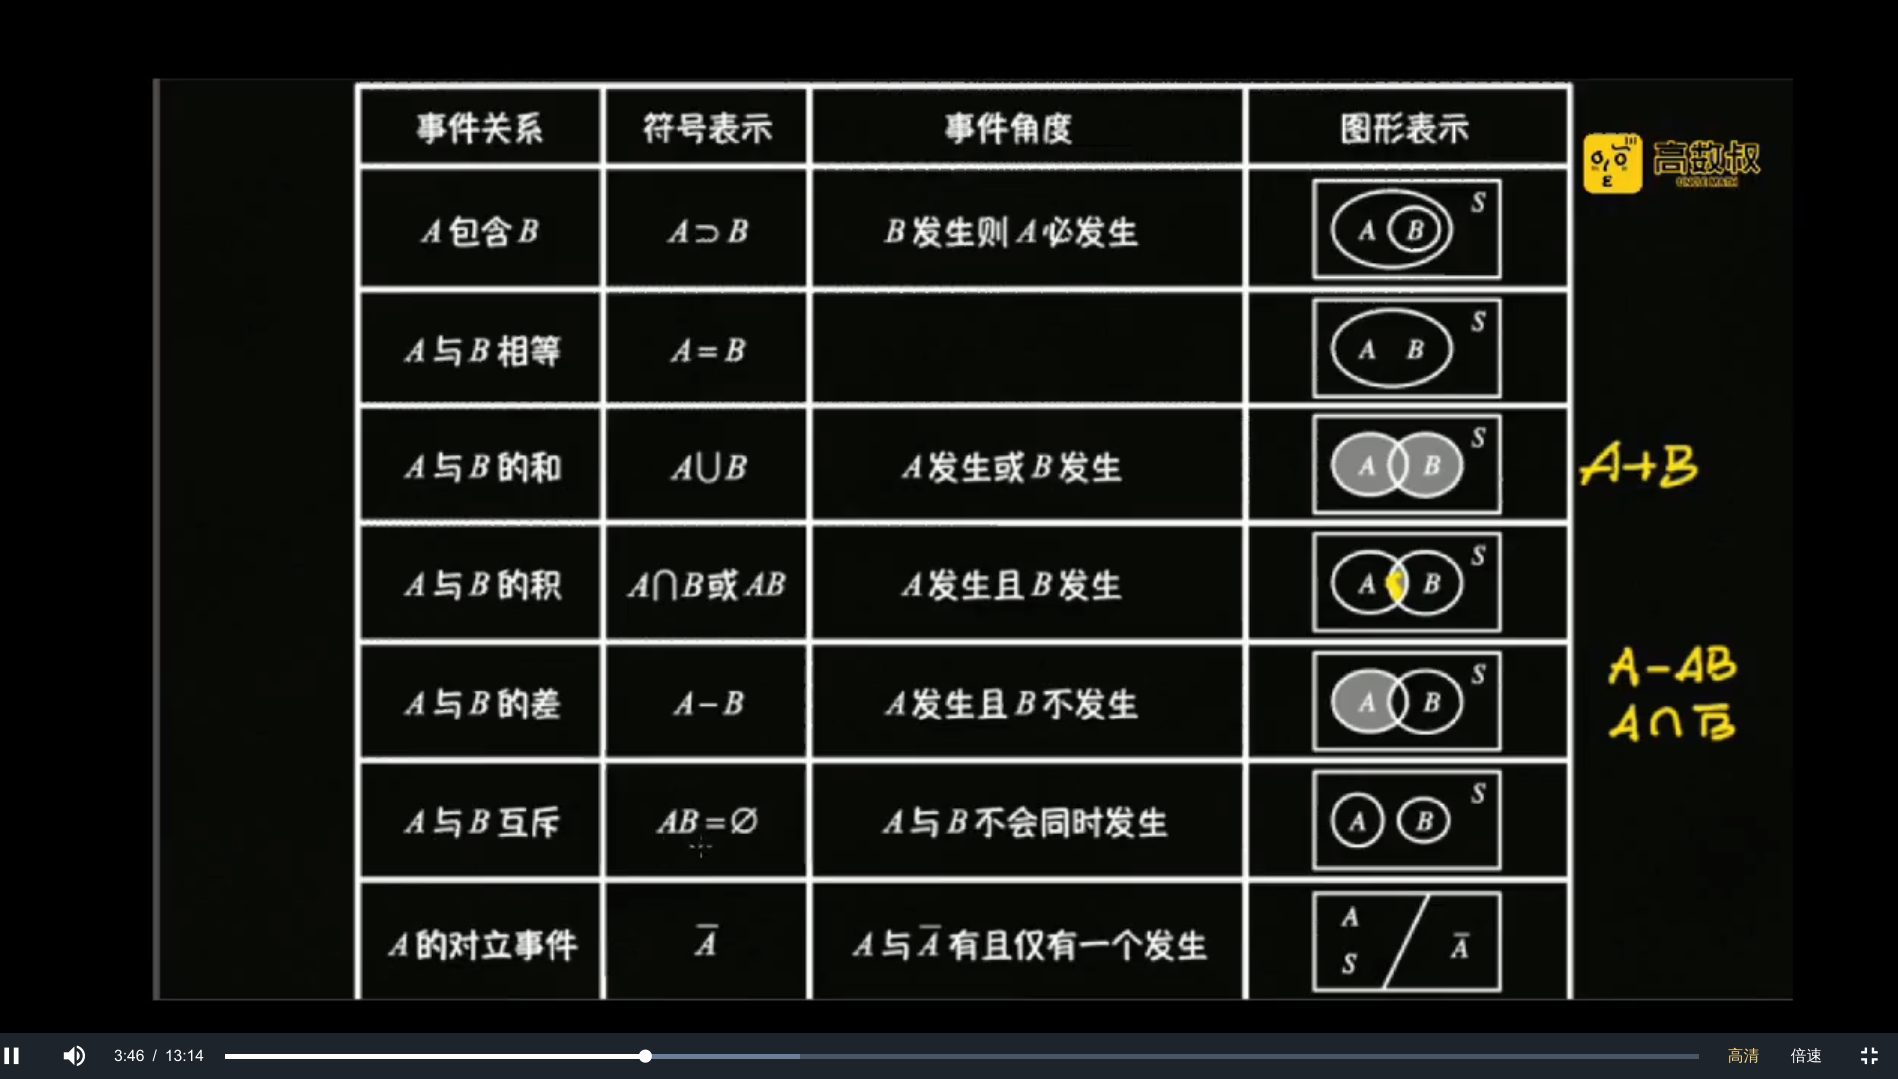 事件关系 符号表示 事件角度 图形表示
高数叔
UNCLE MATH
A包含B A⊃B B发生则A必发生 A B S
A与B相等 A=B A B S
A与B的和 A∪B A发生或B发生 A B S A+B
A与B的积 A∩B或AB A发生且B发生 A B S
A与B的差 A−B A发生且B不发生 A B S A−AB
A∩B̅
A与B互斥 AB=∅ A与B不会同时发生 A B S
A的对立事件 A̅ A与A̅有且仅有一个发生 A S A̅
3:46 / 13:14 高清 倍速